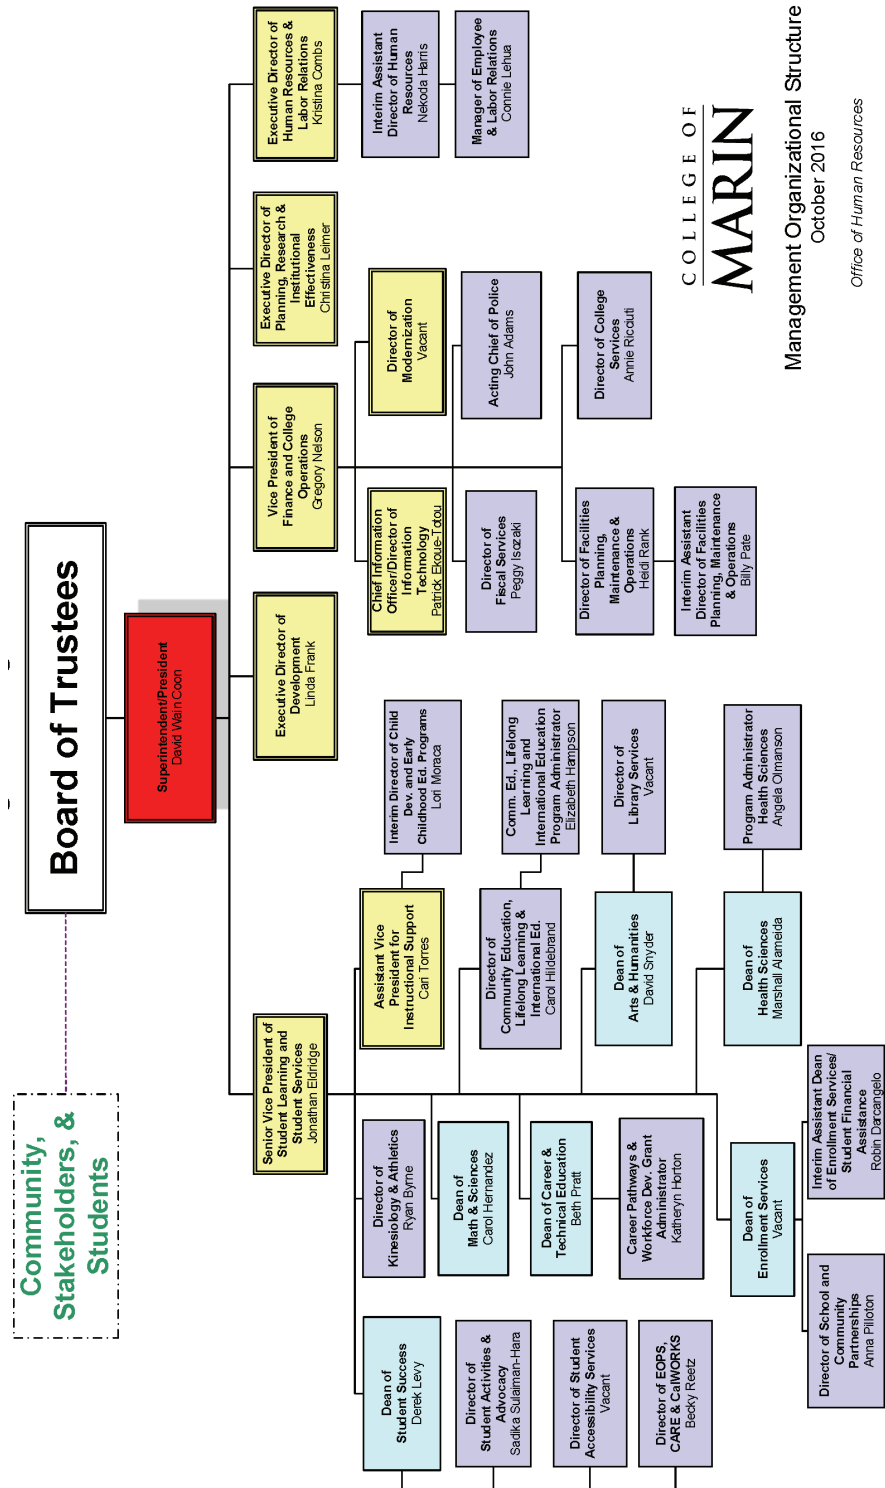 Community,
Stakeholders, &
Students
Board of Trustees
Superintendent/President
David Wain Coon
Senior Vice President of
Student Learning and
Student Services
Jonathan Eldridge
Executive Director of
Development
Linda Frank
Vice President of
Finance and College
Operations
Gregory Nelson
Executive Director of
Planning, Research &
Institutional
Effectiveness
Christina Leimer
Executive Director of
Human Resources &
Labor Relations
Kristina Combs
Interim Assistant
Director of Human
Resources
Nekoda Harris
Manager of Employee
& Labor Relations
Connie Lehua
Dean of
Student Success
Derek Levy
Director of
Student Activities &
Advocacy
Sadika Sulaiman-Hara
Director of Student
Accessibility Services
Vacant
Director of EOPS,
CARE & CalWORKS
Becky Reetz
Director of
Kinesiology & Athletics
Ryan Byrne
Dean of
Math & Sciences
Carol Hernandez
Dean of Career &
Technical Education
Beth Pratt
Career Pathways &
Workforce Dev. Grant
Administrator
Katheryn Horton
Dean of
Enrollment Services
Vacant
Director of School and
Community
Partnerships
Anna Pilloton
Interim Assistant Dean
of Enrollment Services/
Student Financial
Assistance
Robin Darcangelo
Assistant Vice
President for
Instructional Support
Cari Torres
Interim Director of Child
Dev. and Early
Childhood Ed. Programs
Lori Moraca
Director of
Community Education,
Lifelong Learning &
International Ed.
Carol Hildebrand
Comm. Ed., Lifelong
Learning and
International Education
Program Administrator
Elizabeth Hampson
Dean of
Arts & Humanities
David Snyder
Director of
Library Services
Vacant
Dean of
Health Sciences
Marshall Alameida
Program Administrator
Health Sciences
Angela Olmanson
Chief Information
Officer/Director of
Information
Technology
Patrick Ekoue-Totou
Director of
Modernization
Vacant
Director of
Fiscal Services
Peggy Isozaki
Acting Chief of Police
John Adams
Director of Facilities
Planning,
Maintenance &
Operations
Heidi Rank
Director of College
Services
Annie Ricciuti
Interim Assistant
Director of Facilities
Planning, Maintenance
& Operations
Billy Pate
COLLEGE OF
MARIN
Management Organizational Structure
October 2016
Office of Human Resources